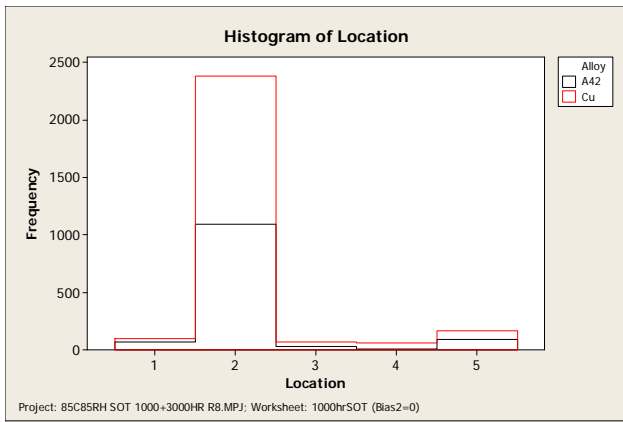 Histogram of Location
2500
2000
1500
1000
500
0
Frequency
1 2 3 4 5
Location
Alloy
A42
Cu
Project: 85C85RH SOT 1000+3000HR R8.MPJ; Worksheet: 1000hrSOT (Bias2=0)